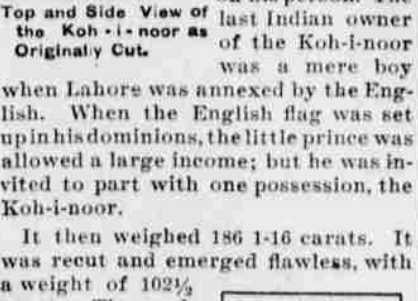 Top and Side View of
the Koh-i-noor as
Originally Cut.
last Indian owner
of the Koh-i-noor
was a mere boy
when Lahore was annexed by the Eng-
lish. When the English flag was set
up in his dominions, the little prince was
allowed a large income; but he was in-
vited to part with one possession, the
Koh-i-noor.
It then weighed 186 1-16 carats. It
was recut and emerged flawless, with
a weight of 102½